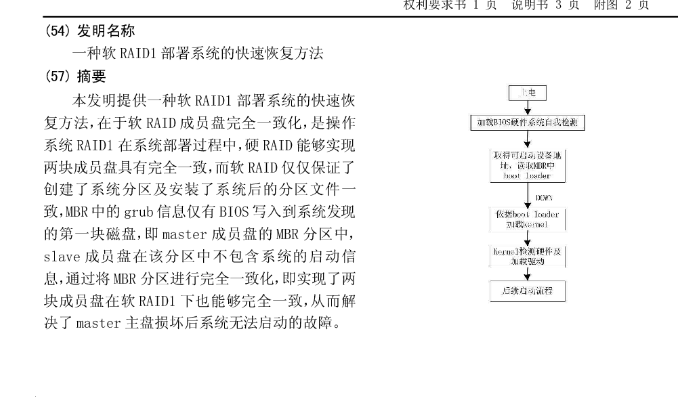 权利要求书 1 页 说明书 3 页 附图 2 页
(54) 发明名称
一种软 RAID1 部署系统的快速恢复方法
(57) 摘要
本发明提供一种软 RAID1 部署系统的快速恢
复方法,在于软 RAID 成员盘完全一致化,是操作
系统 RAID1 在系统部署过程中,硬 RAID 能够实现
两块成员盘具有完全一致,而软 RAID 仅仅保证了
创建了系统分区及安装了系统后的分区文件一
致,MBR 中的 grub 信息仅有 BIOS 写入到系统发现
的第一块磁盘,即 master 成员盘的 MBR 分区中,
slave 成员盘在该分区中不包含系统的启动信
息,通过将 MBR 分区进行完全一致化,即实现了两
块成员盘在软 RAID1 下也能够完全一致,从而解
决了 master 主盘损坏后系统无法启动的故障。
上电
加载BIOS硬件系统自我检测
取得可启动设备地
址，读取MBR中
boot loader
DOWN
依据boot loader
加载kernel
Kernel检测硬件及
加载驱动
后续启动流程